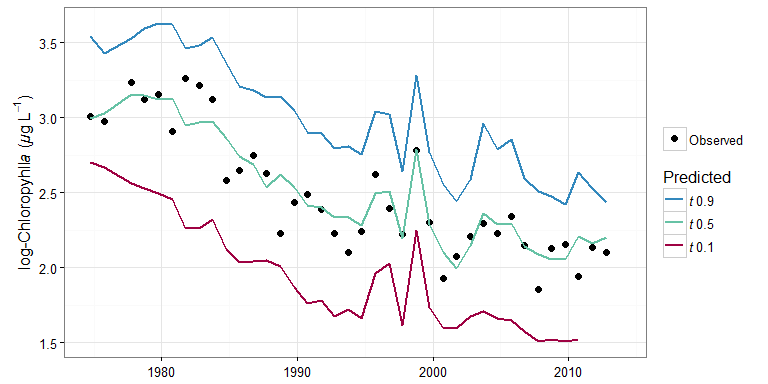 log-Chloropyhlla (µg L⁻¹)
3.5
3.0
2.5
2.0
1.5
1980
1990
2000
2010
Observed
Predicted
t 0.9
t 0.5
t 0.1